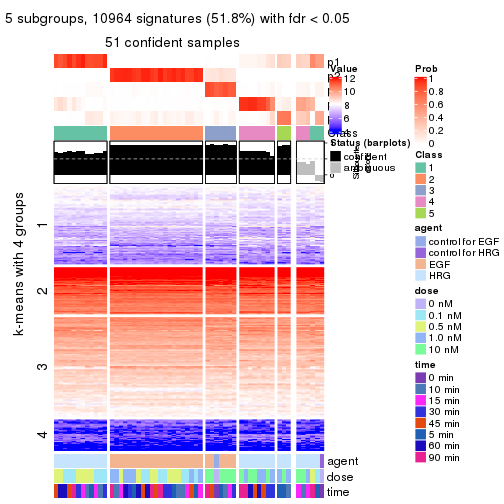 5 subgroups, 10964 signatures (51.8%) with fdr < 0.05
51 confident samples
k-means with 4 groups
1
2
3
4
p1
Class
agent
dose
time
Value
12
10
8
6
Status (barplots)
confident
ambiguous
Prob
1
0.8
0.6
0.4
0.2
0
Class
1
2
3
4
5
agent
control for EGF
control for HRG
EGF
HRG
dose
0 nM
0.1 nM
0.5 nM
1.0 nM
10 nM
time
0 min
10 min
15 min
30 min
45 min
5 min
60 min
90 min